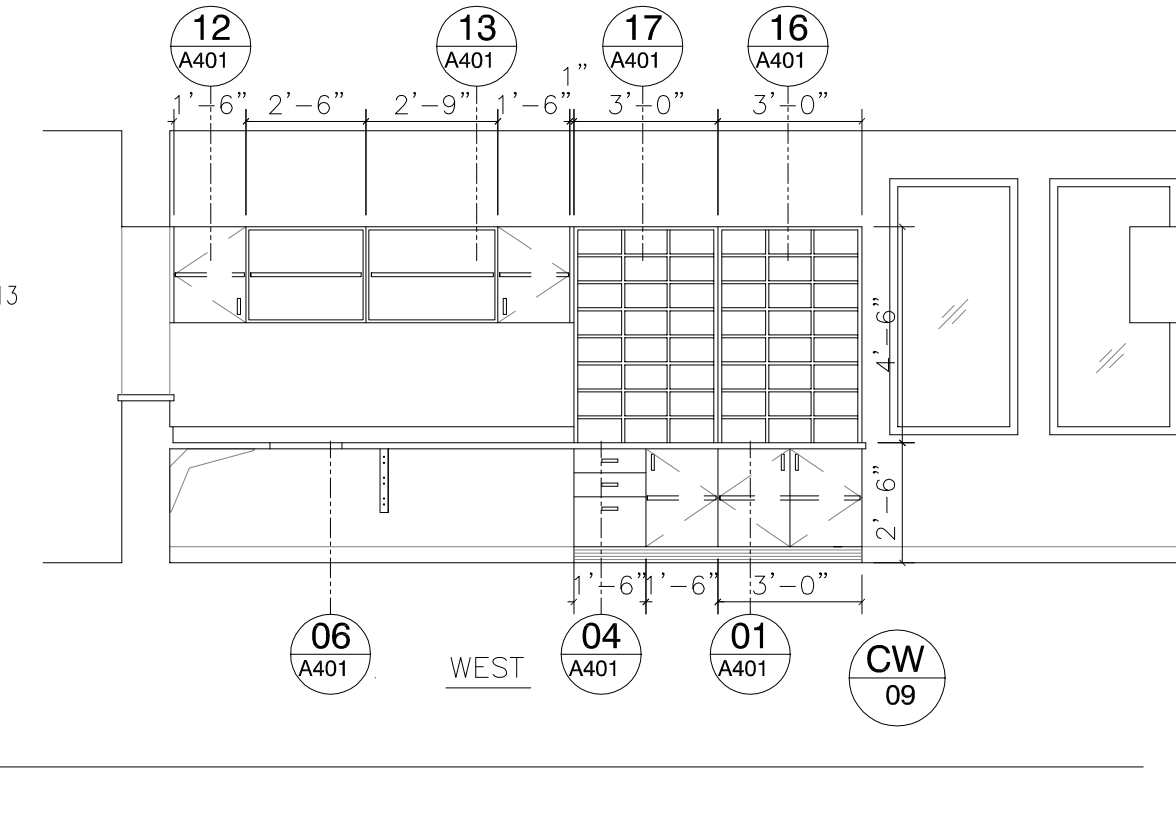 12
A401
13
A401
17
A401
16
A401
1”
1’-6”
2’-6”
2’-9”
1’-6”
3’-0”
3’-0”
13
4’-6”
2’-6”
1’-6”
1’-6”
3’-0”
06
A401
WEST
04
A401
01
A401
CW
09